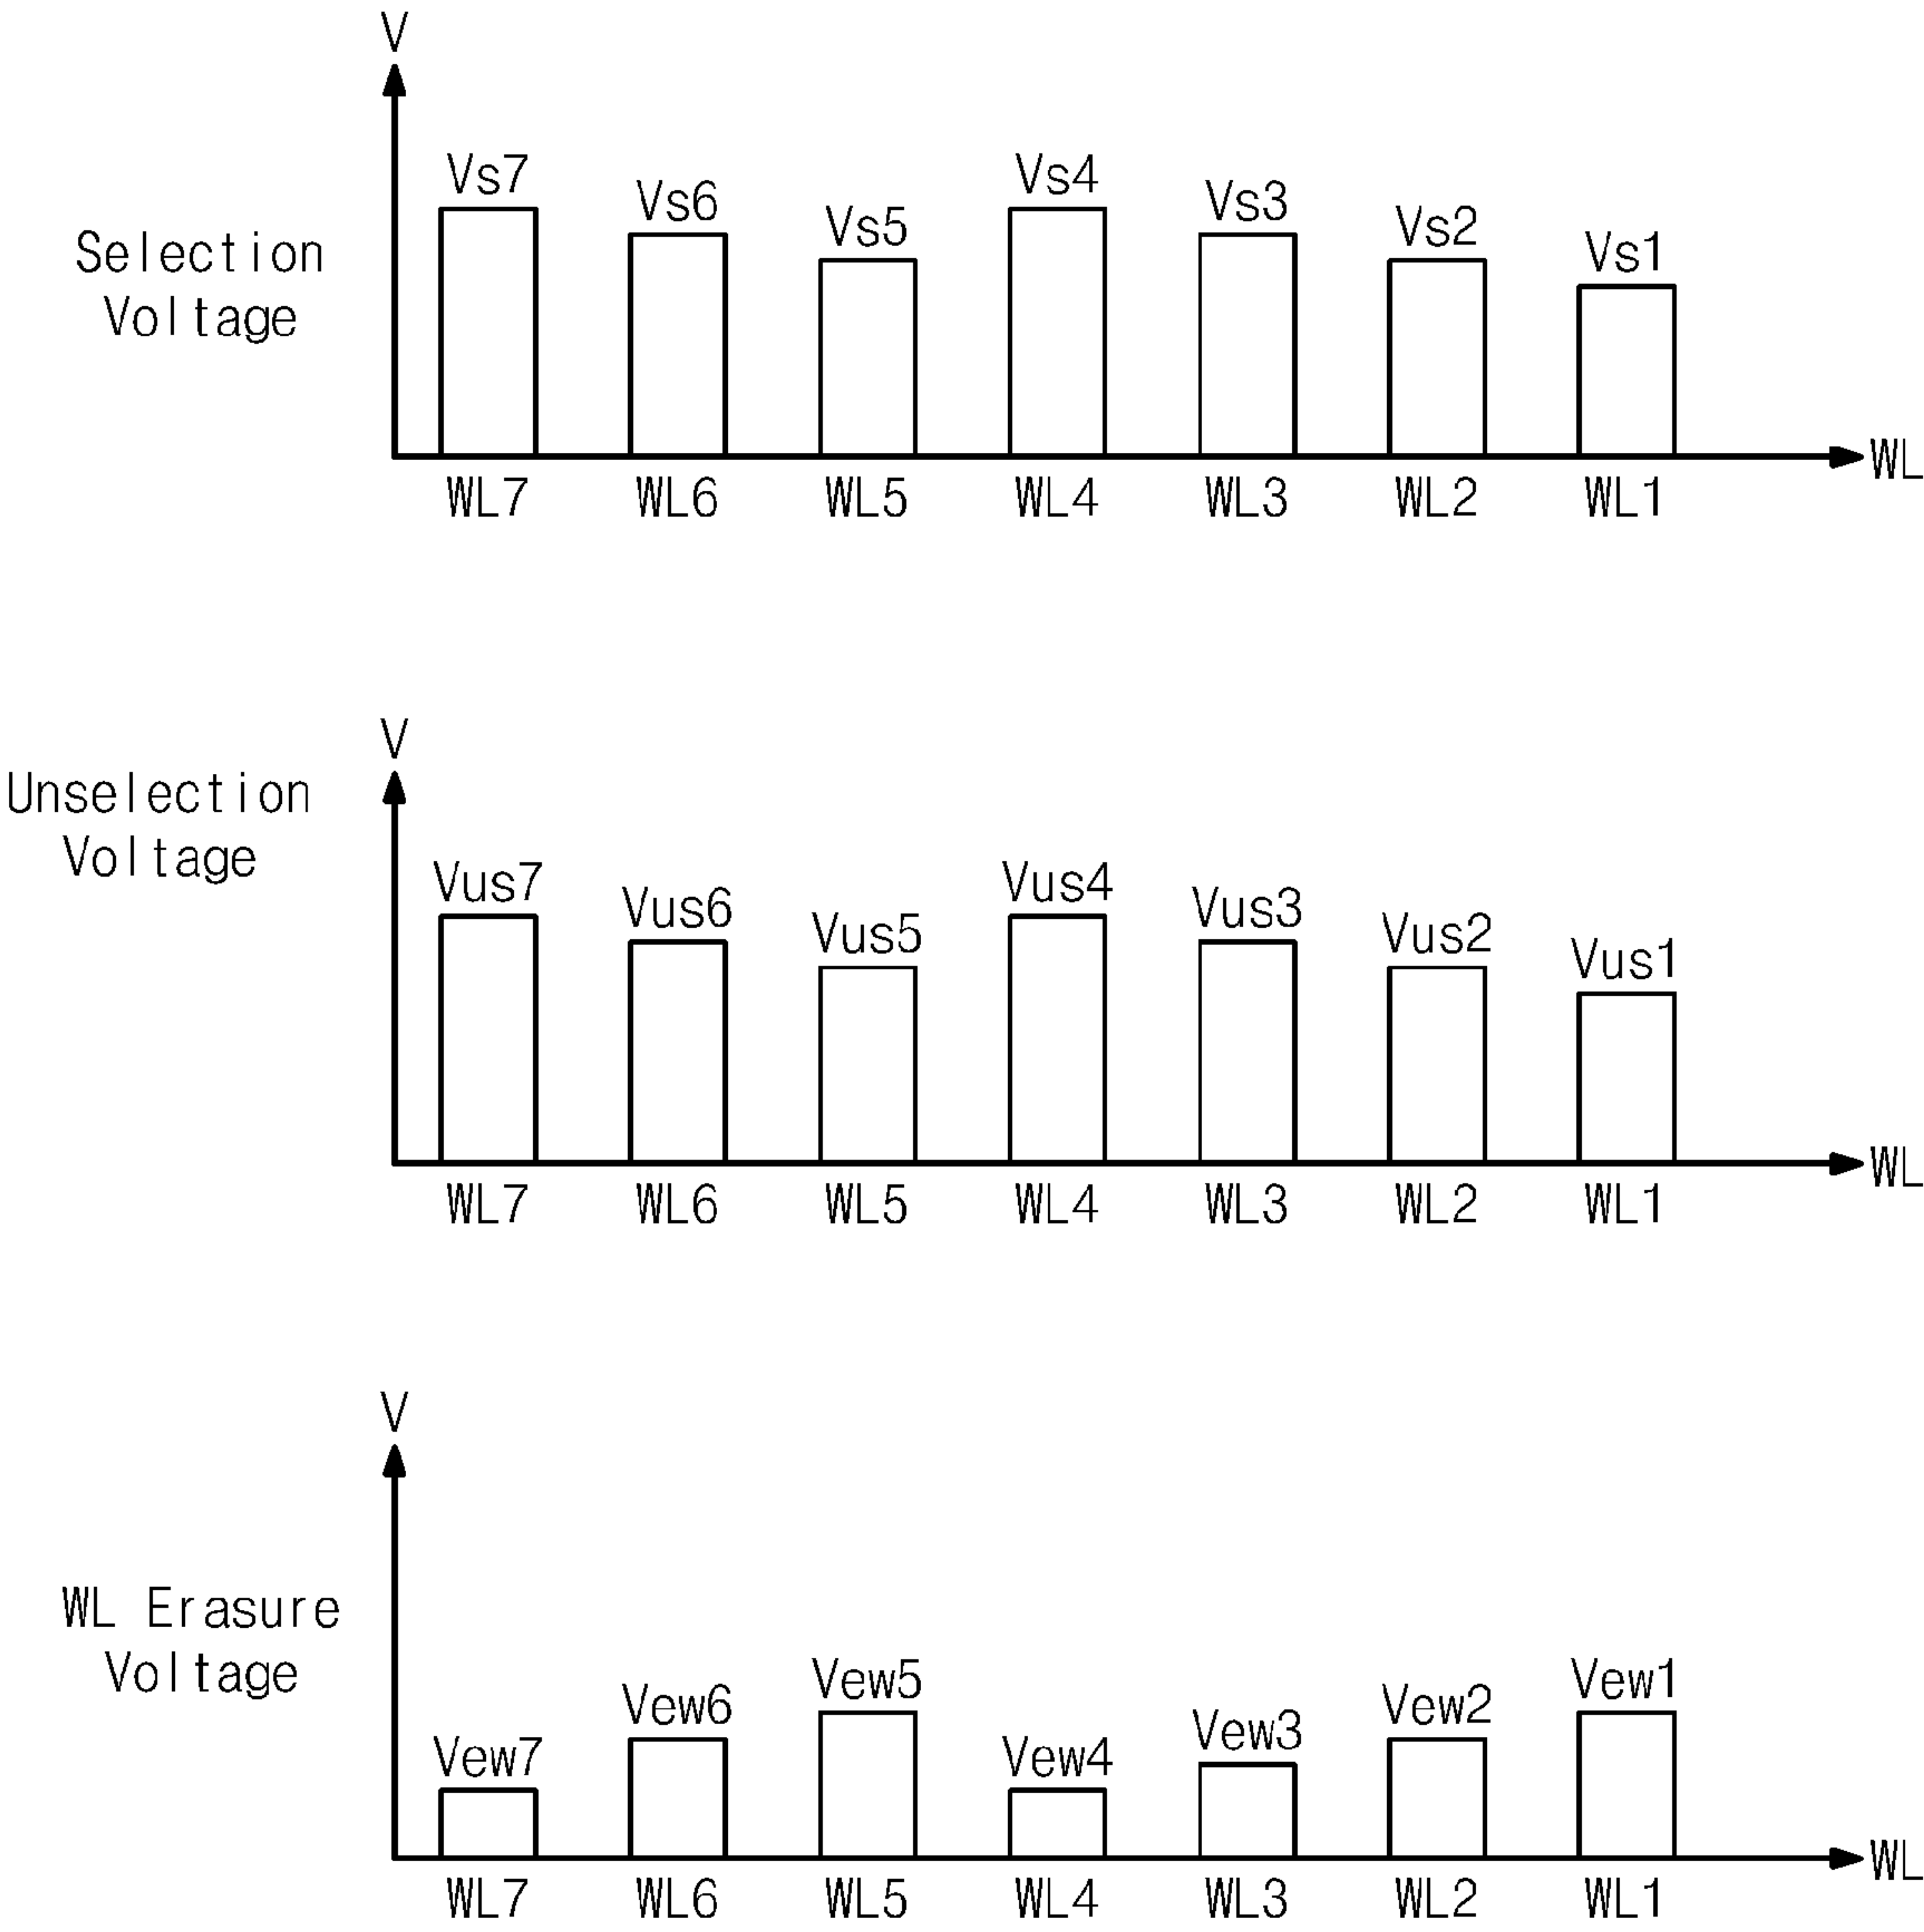 V
Vs7 Vs6 Vs5 Vs4 Vs3 Vs2 Vs1
Selection
Voltage
WL
WL7 WL6 WL5 WL4 WL3 WL2 WL1
V
Unselection
Voltage
Vus7 Vus6 Vus5 Vus4 Vus3 Vus2 Vus1
WL
WL7 WL6 WL5 WL4 WL3 WL2 WL1
V
WL Erasure
Voltage
Vew7 Vew6 Vew5 Vew4 Vew3 Vew2 Vew1
WL
WL7 WL6 WL5 WL4 WL3 WL2 WL1